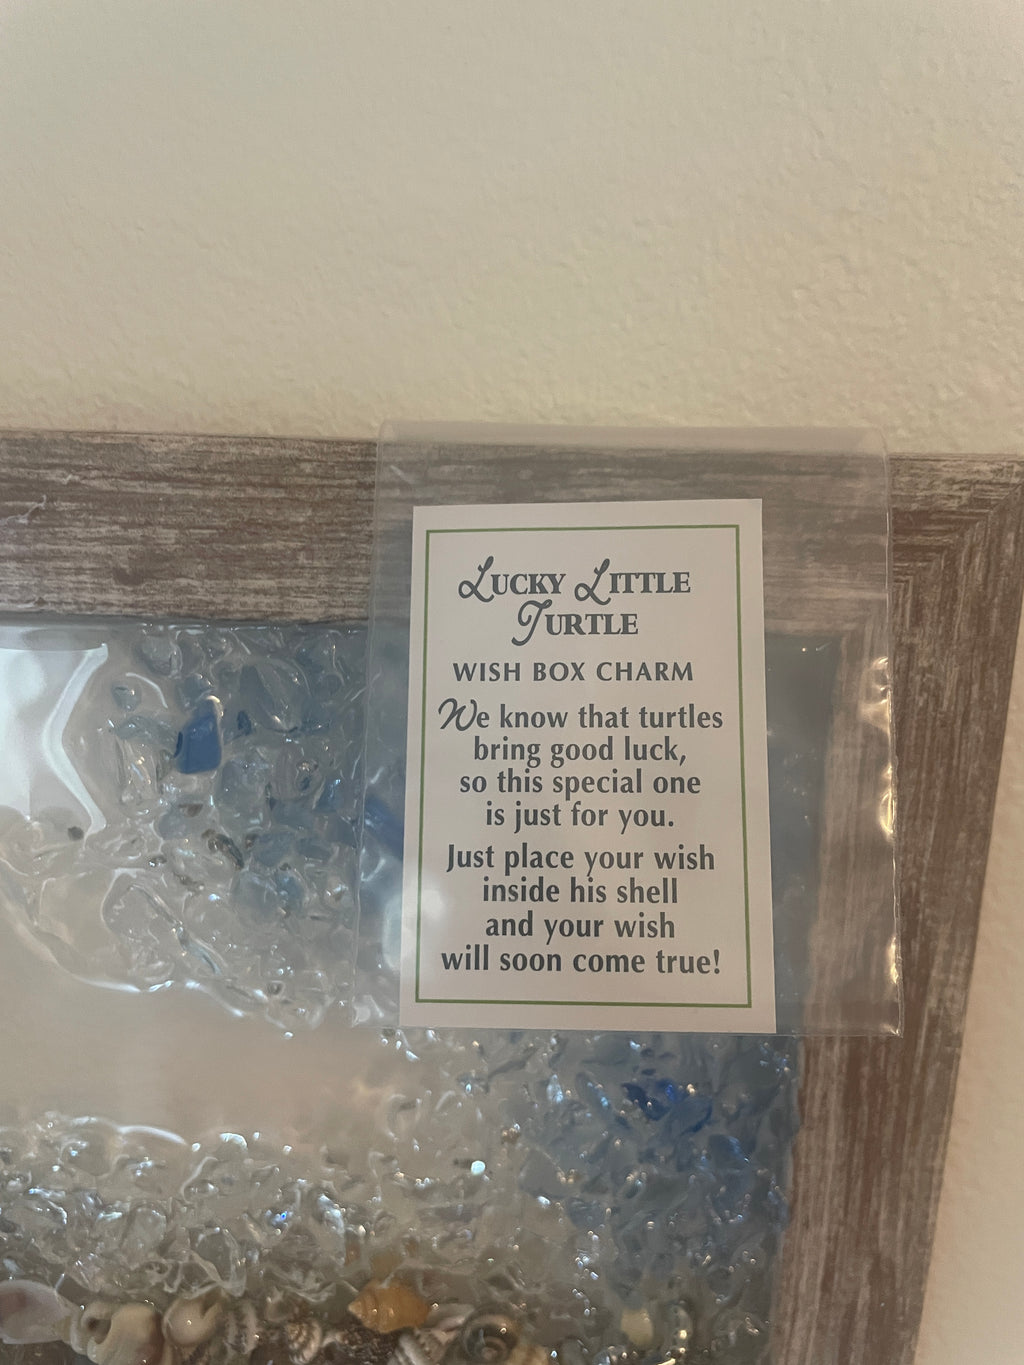 LUCKY LITTLE
TURTLE
WISH BOX CHARM
We know that turtles
bring good luck,
so this special one
is just for you.
Just place your wish
inside his shell
and your wish
will soon come true!